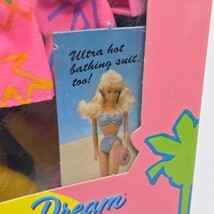 Ultra hot
bathing suit,
too!
Dream